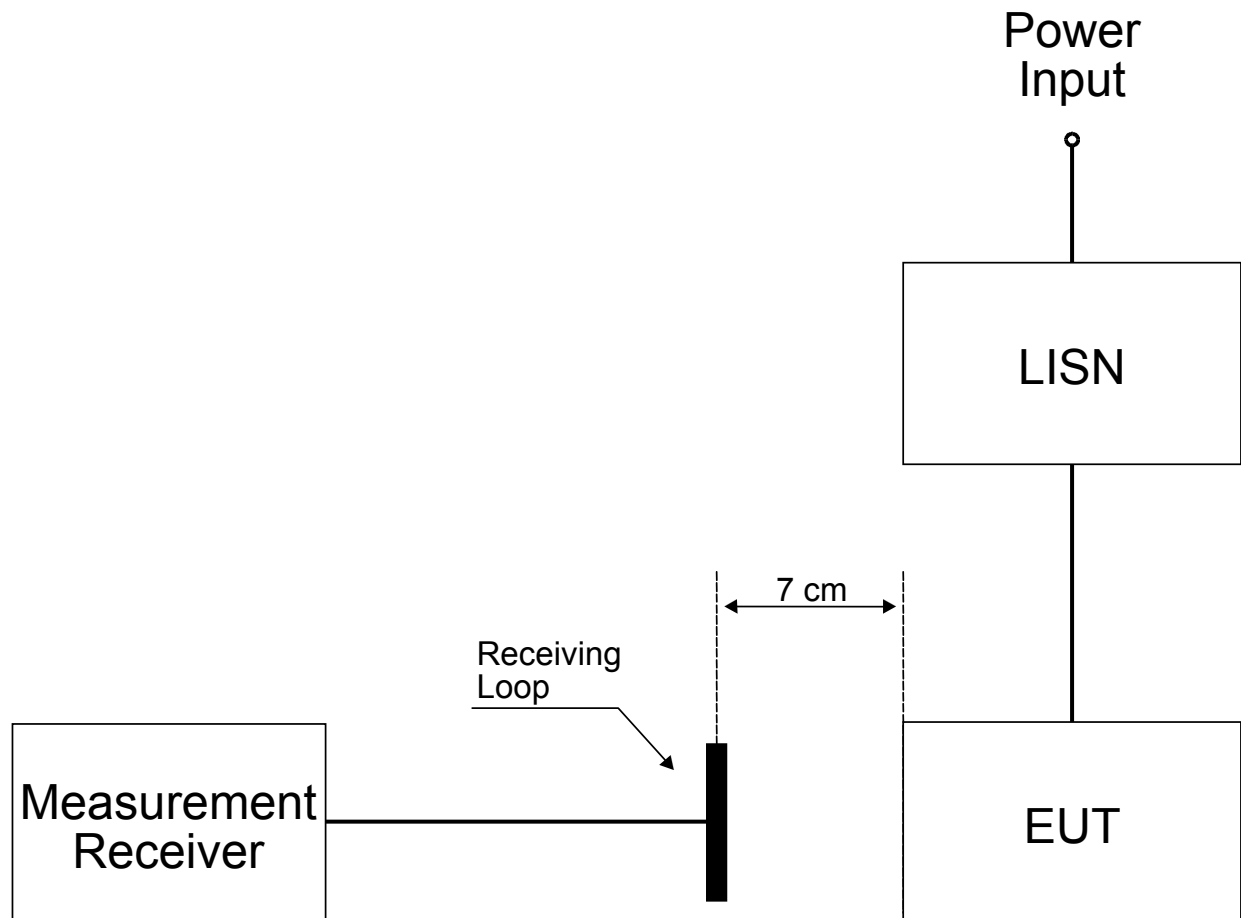 Power
Input
LISN
7 cm
Receiving
Loop
Measurement
Receiver
EUT